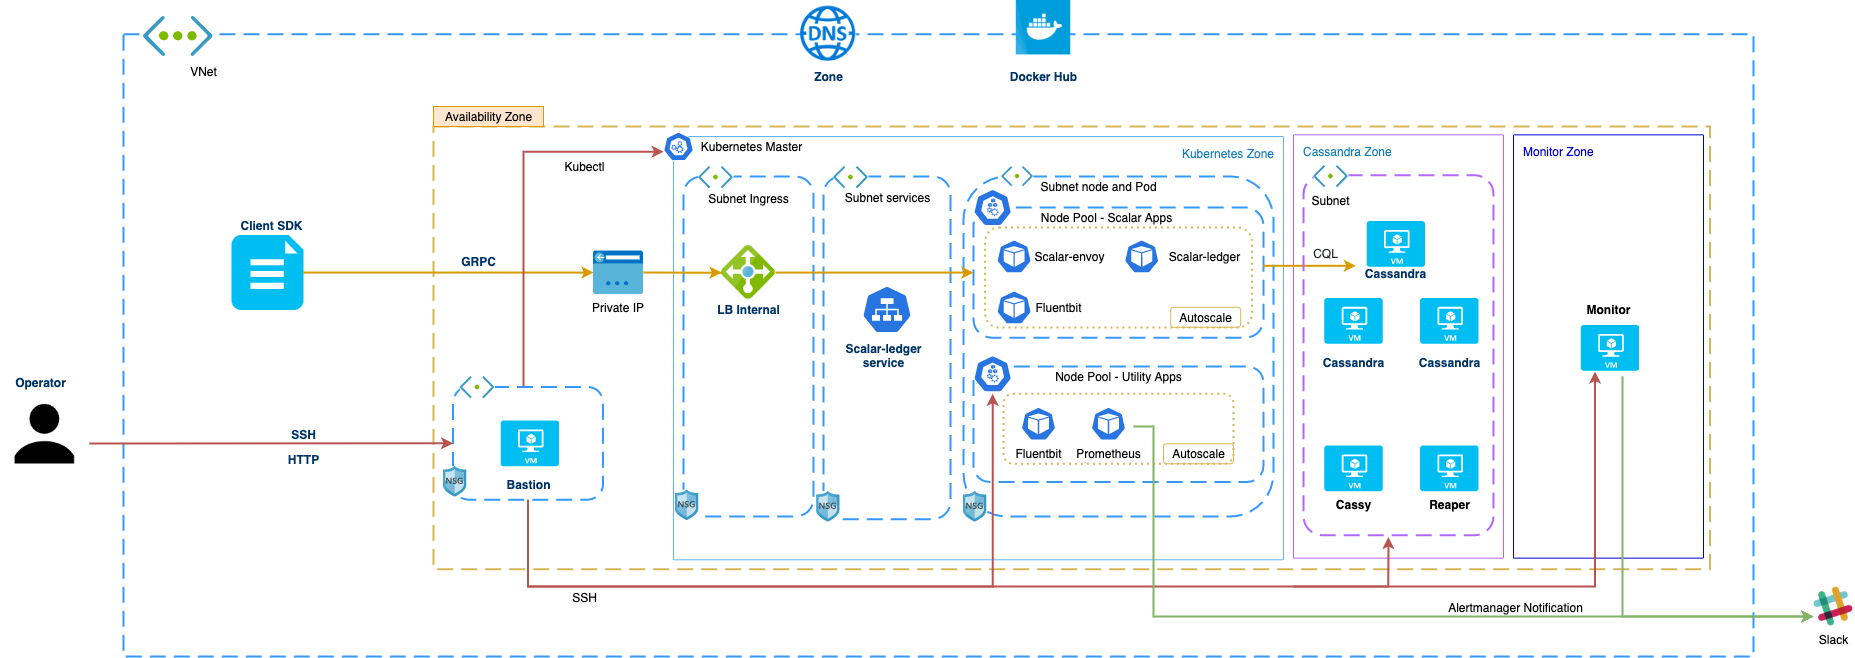 VNet
DNS
Zone
Docker Hub
Availability Zone
Kubernetes Master
Kubectl
Kubernetes Zone
Cassandra Zone
Monitor Zone
Subnet Ingress
Subnet services
Subnet node and Pod
Subnet
Node Pool - Scalar Apps
Client SDK
GRPC
Private IP
LB Internal
Scalar-ledger
service
Scalar-envoy
Scalar-ledger
Fluentbit
Autoscale
CQL
Cassandra
VM
Cassandra
VM
Cassandra
VM
Monitor
VM
Node Pool - Utility Apps
Fluentbit
Prometheus
Autoscale
VM
Cassy
VM
Reaper
Operator
SSH
HTTP
VM
Bastion
NSG
NSG
NSG
NSG
SSH
Alertmanager Notification
Slack